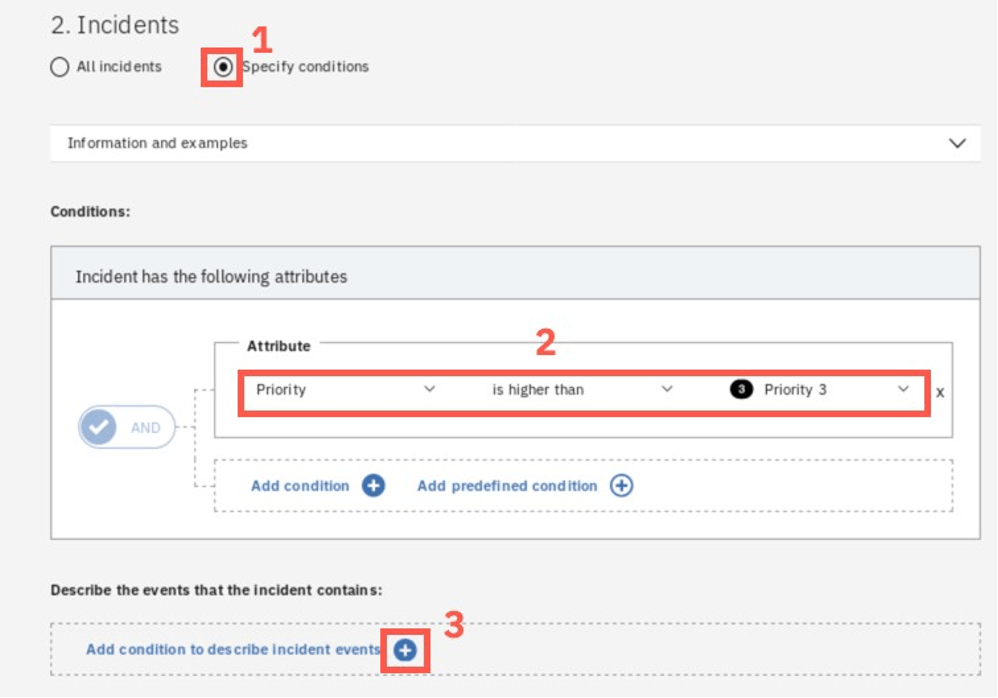 2. Incidents
1
All incidents Specify conditions
Information and examples
Conditions:
Incident has the following attributes
Attribute
2
Priority is higher than 3 Priority 3 x
AND
Add condition Add predefined condition
Describe the events that the incident contains:
3
Add condition to describe incident events